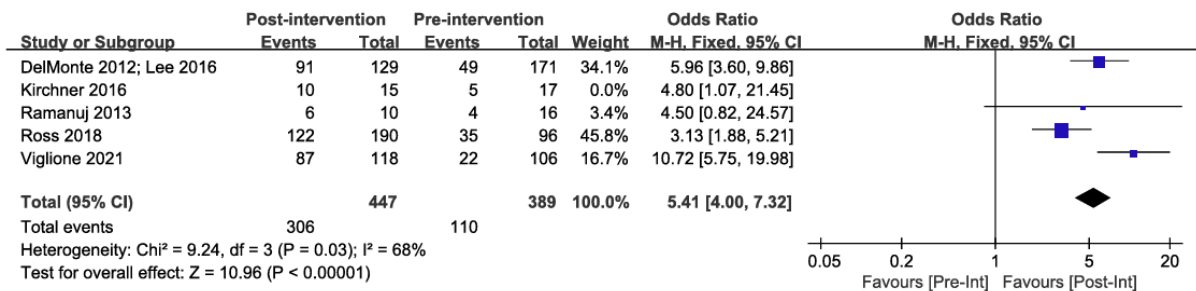 Post-intervention Pre-intervention Odds Ratio Odds Ratio
Study or Subgroup Events Total Events Total Weight M-H, Fixed, 95% CI M-H, Fixed, 95% CI
DelMonte 2012; Lee 2016 91 129 49 171 34.1% 5.96 [3.60, 9.86]
Kirchner 2016 10 15 5 17 0.0% 4.80 [1.07, 21.45]
Ramanuj 2013 6 10 4 16 3.4% 4.50 [0.82, 24.57]
Ross 2018 122 190 35 96 45.8% 3.13 [1.88, 5.21]
Viglione 2021 87 118 22 106 16.7% 10.72 [5.75, 19.98]
Total (95% CI) 447 389 100.0% 5.41 [4.00, 7.32]
Total events 306 110
Heterogeneity: Chi² = 9.24, df = 3 (P = 0.03); I² = 68%
Test for overall effect: Z = 10.96 (P < 0.00001)
0.05 0.2 1 5 20
Favours [Pre-Int] Favours [Post-Int]